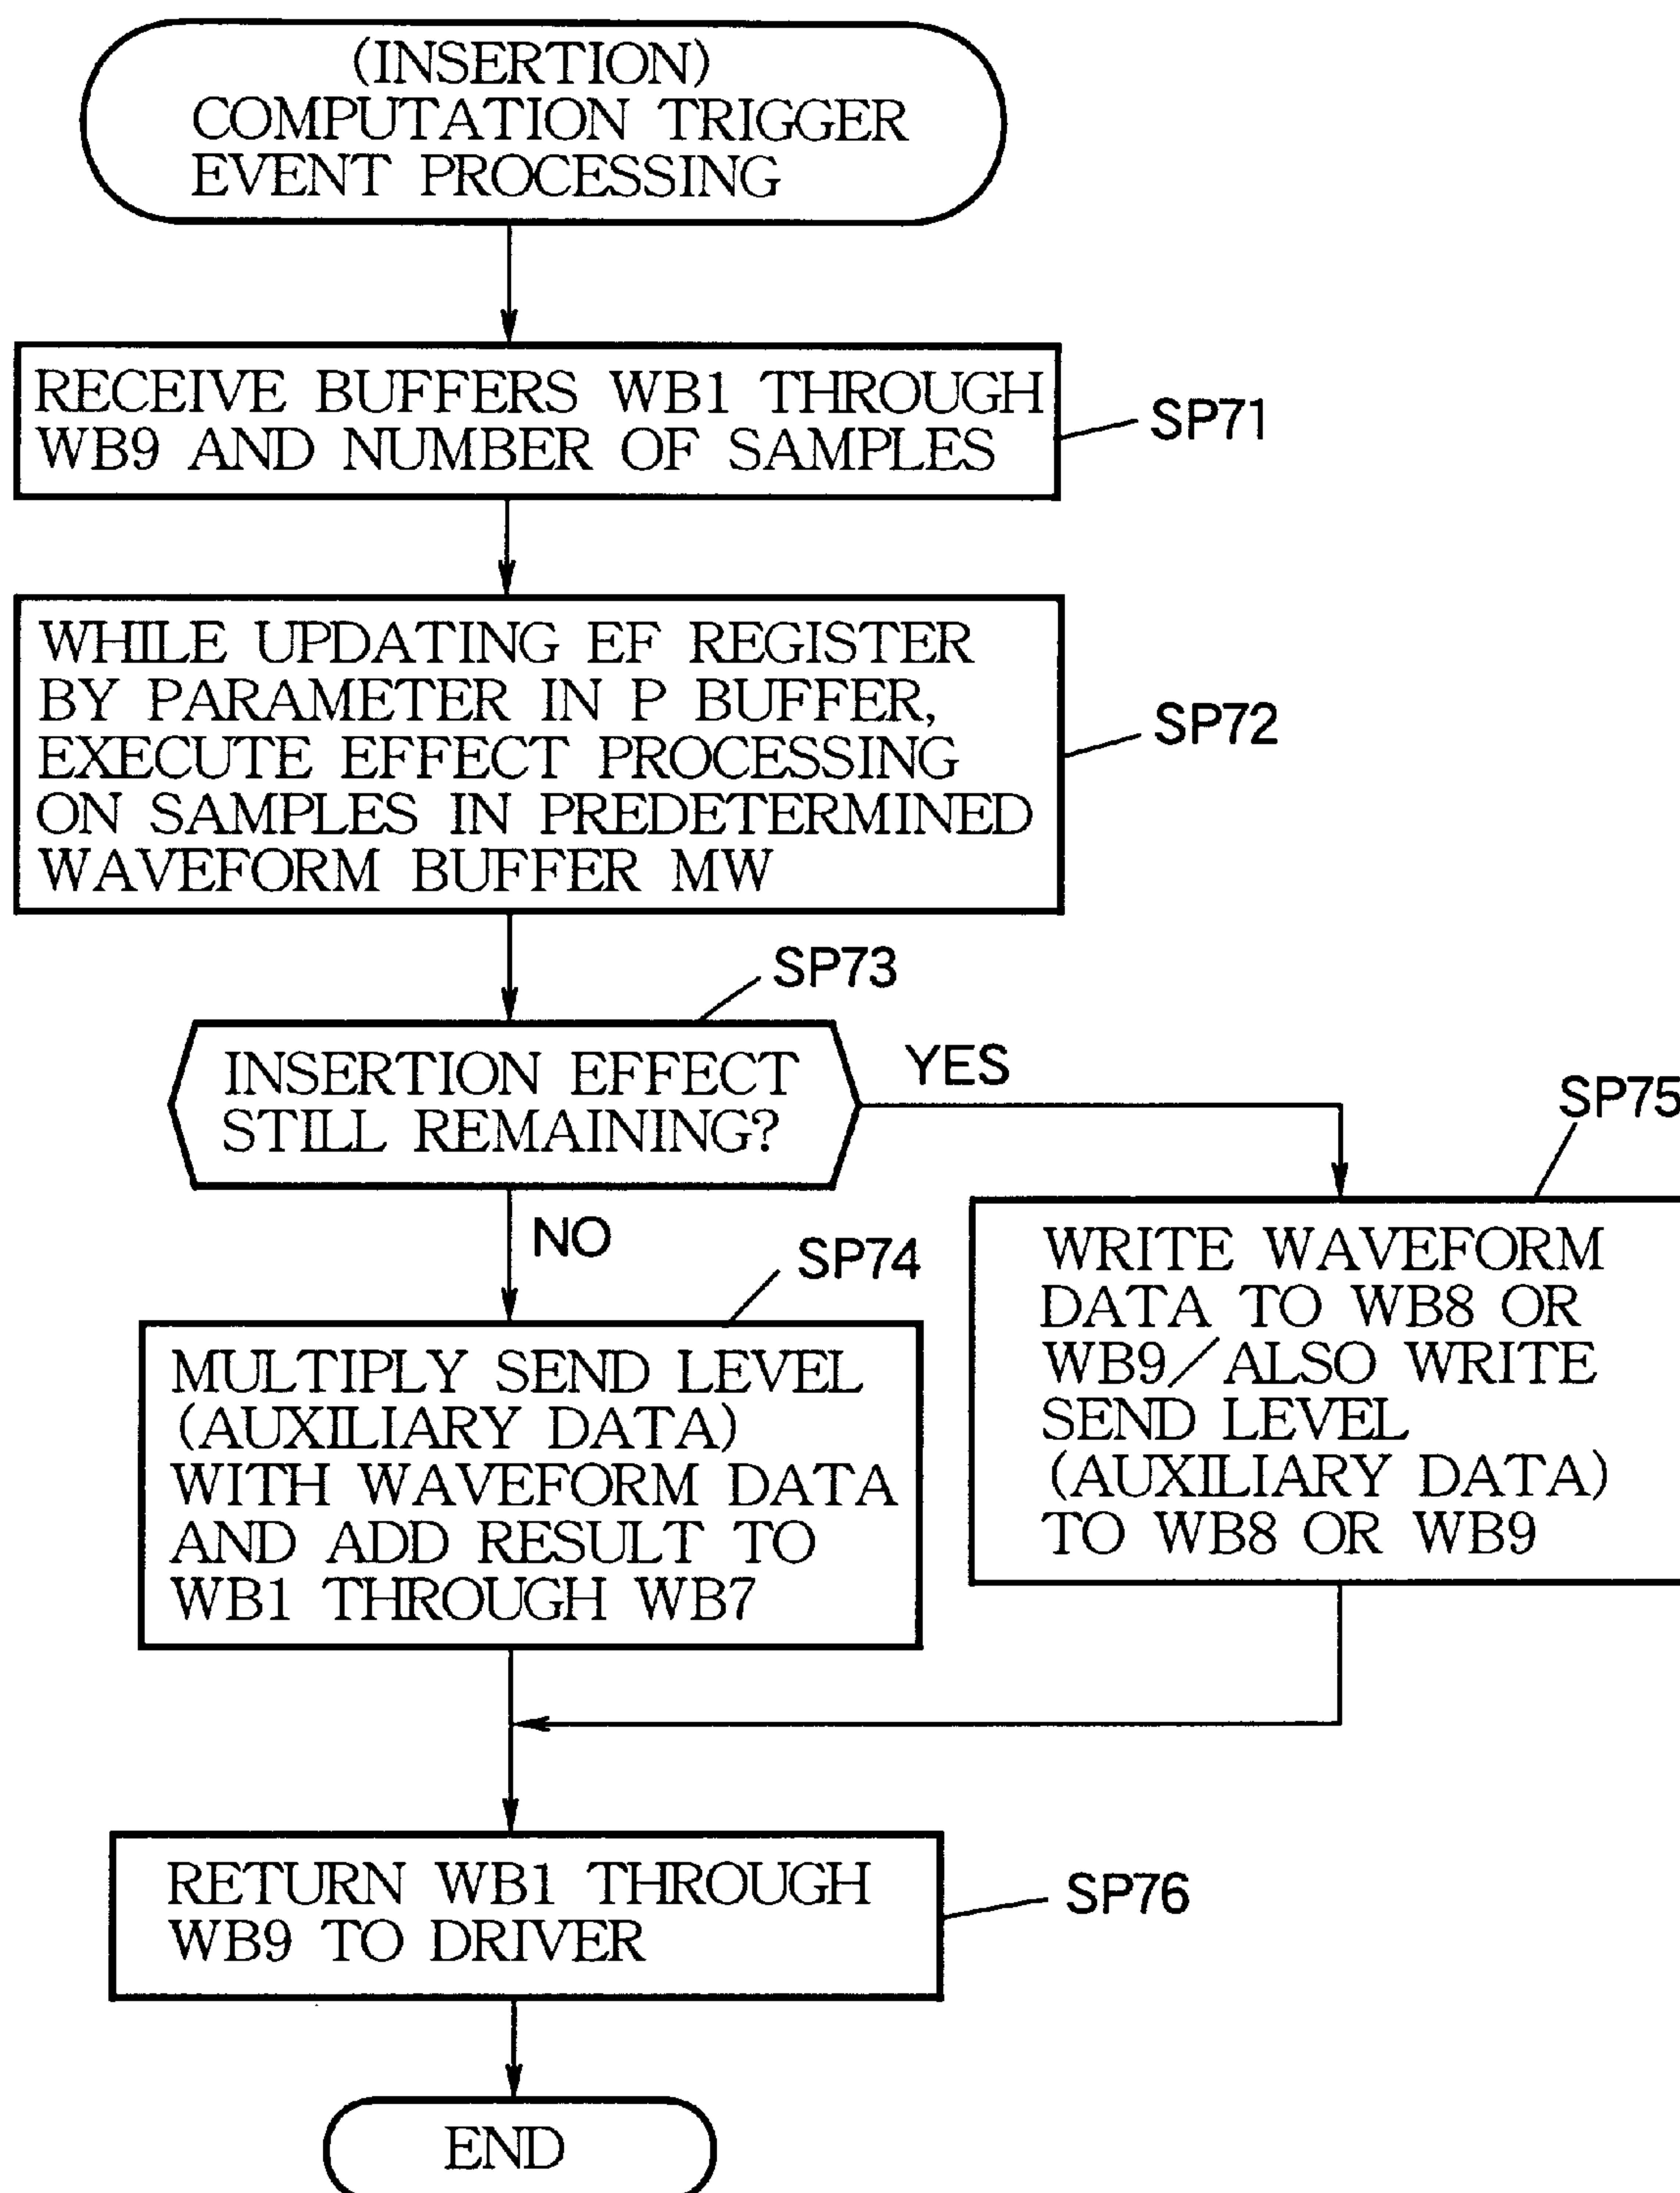 (INSERTION)
COMPUTATION TRIGGER
EVENT PROCESSING
RECEIVE BUFFERS WB1 THROUGH
WB9 AND NUMBER OF SAMPLES
SP71
WHILE UPDATING EF REGISTER
BY PARAMETER IN P BUFFER,
EXECUTE EFFECT PROCESSING
ON SAMPLES IN PREDETERMINED
WAVEFORM BUFFER MW
SP72
SP73
INSERTION EFFECT
STILL REMAINING?
YES
NO
SP74
MULTIPLY SEND LEVEL
(AUXILIARY DATA)
WITH WAVEFORM DATA
AND ADD RESULT TO
WB1 THROUGH WB7
SP75
WRITE WAVEFORM
DATA TO WB8 OR
WB9/ALSO WRITE
SEND LEVEL
(AUXILIARY DATA)
TO WB8 OR WB9
RETURN WB1 THROUGH
WB9 TO DRIVER
SP76
END